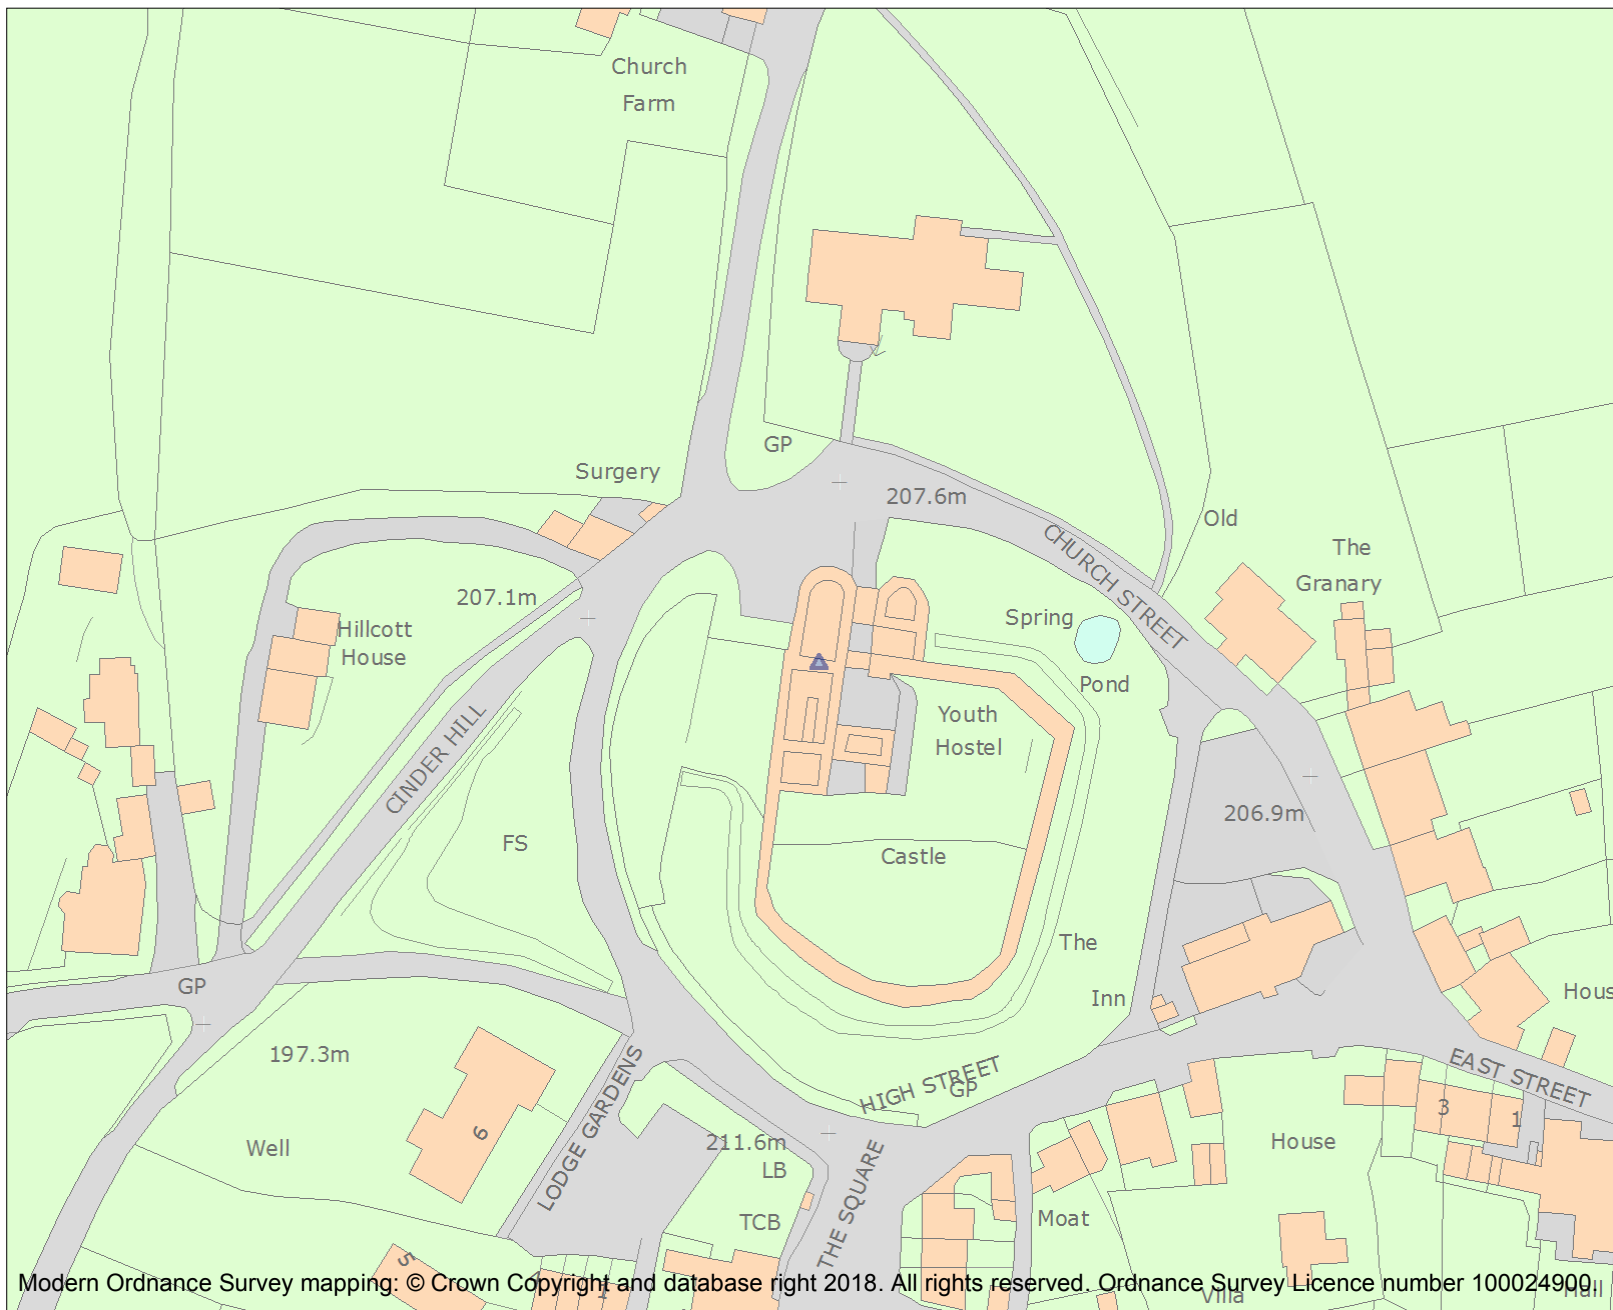 Church
Farm
GP
Surgery
207.6m
CHURCH STREET
Old
The
Granary
207.1m
Hillcott
House
Spring
Pond
Youth
Hostel
CINDER HILL
206.9m
FS
Castle
The
Inn
GP
Hous
197.3m
HIGH STREET
GP
EAST STREET
LODGE GARDENS
3
1
6
211.6m
House
Well
LB
THE SQUARE
TCB
Moat
5
1
Villa
Hall
Modern Ordnance Survey mapping: © Crown Copyright and database right 2018. All rights reserved. Ordnance Survey Licence number 100024900.